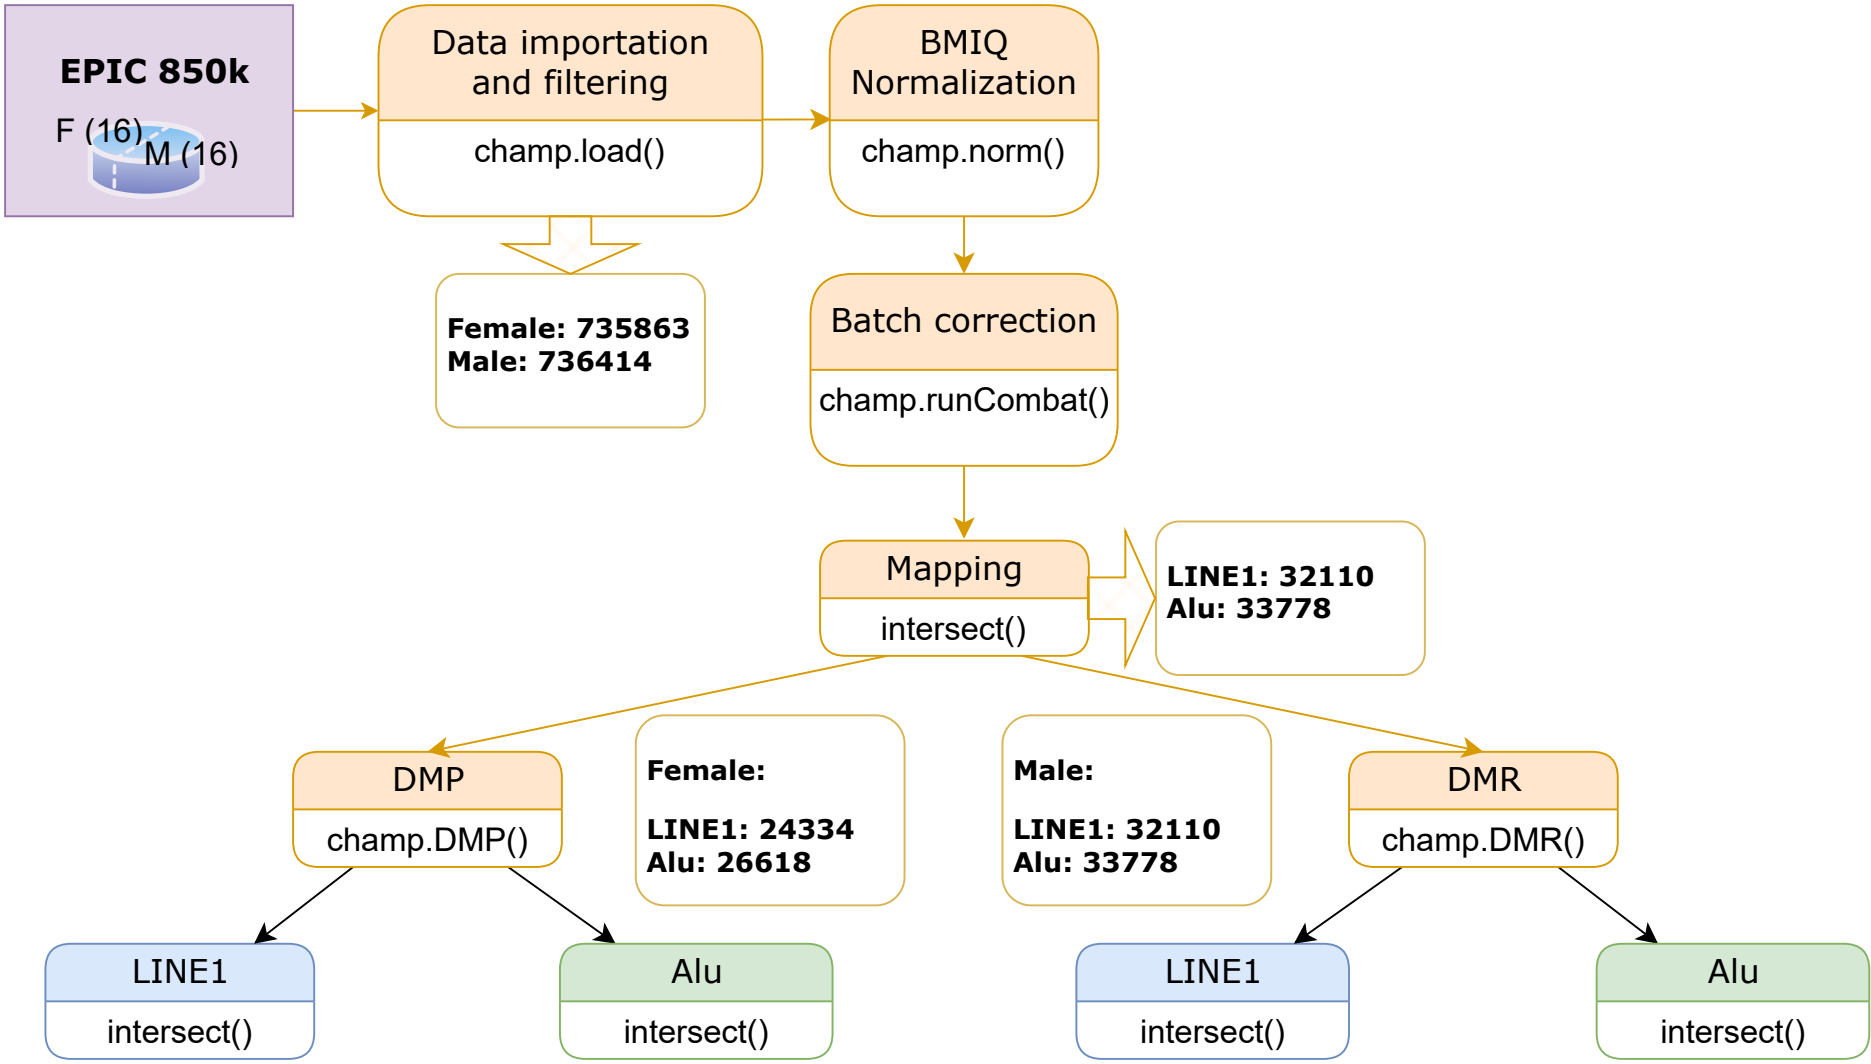 EPIC 850k
F (16)
M (16)
Data importation
and filtering
champ.load()
BMIQ
Normalization
champ.norm()
Female: 735863
Male: 736414
Batch correction
champ.runCombat()
Mapping
intersect()
LINE1: 32110
Alu: 33778
DMP
champ.DMP()
Female:
LINE1: 24334
Alu: 26618
Male:
LINE1: 32110
Alu: 33778
DMR
champ.DMR()
LINE1
intersect()
Alu
intersect()
LINE1
intersect()
Alu
intersect()